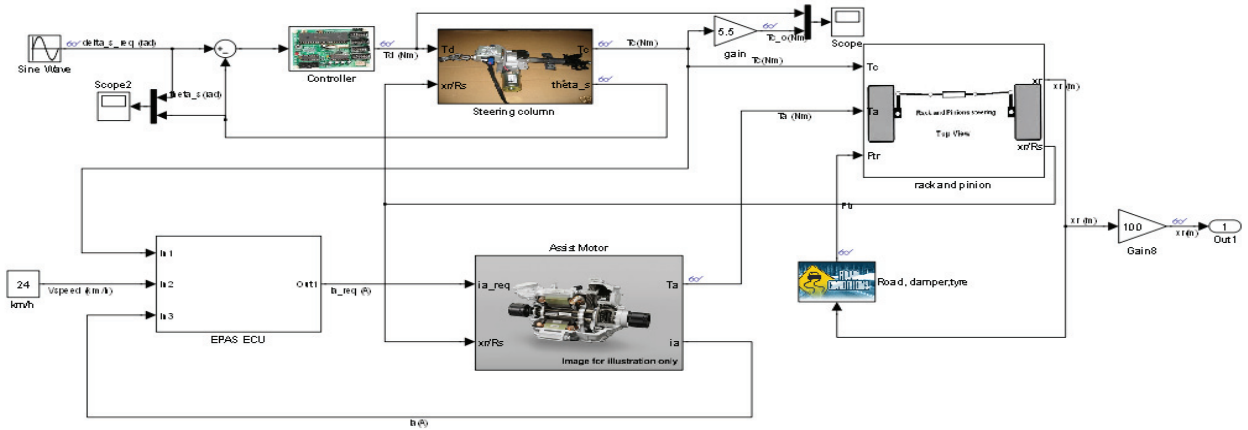 delta_s_req (rad)
Sine Wave
Scope2
theta_s (rad)
Controller
Td (Nm)
Td
xr/Rs
Tc
theta_s
Steering column
Tc(Nm)
5.5
gain
Tc_o(Nm)
Scope
Tc(Nm)
Ta (Nm)
Tc
Ta
Ptr
xr
xr/Rs
Rack and Pinions steering
Top View
rack and pinion
xr (m)
xr (m)
100
Gain8
xr(m)
1
Out1
24
km/h
Vspeed (km/h)
In1
In2
In3
Out1
EPAS ECU
Ia_req (A)
Assist Motor
ia_req
xr/Rs
Ta
ia
Image for illustration only
Ia(A)
Ptr
Road, damper,tyre